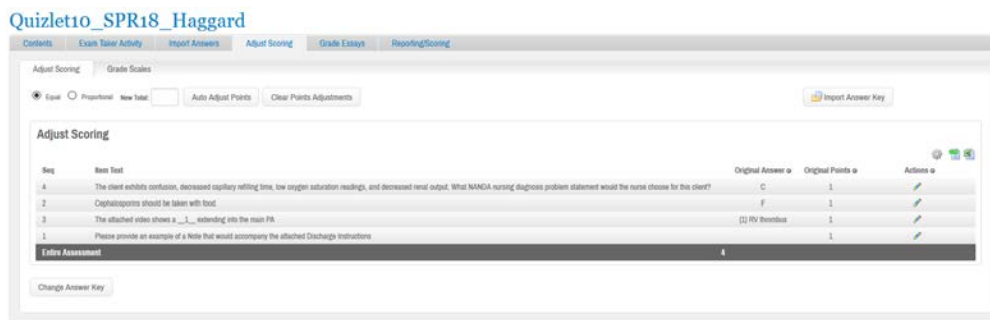 Quizlet10_SPR18_Haggard
Contents Exam Taker Activity Import Answers Adjust Scoring Grade Essays Reporting/Scoring
Adjust Scoring Grade Scales
Equal Proportional New Total: Auto Adjust Points Clear Points Adjustments Import Answer Key
Adjust Scoring
Seq Item Text Original Answer Original Points Actions
4 The client exhibits confusion, decreased capillary refilling time, low oxygen saturation readings, and decreased renal output. What NANDA nursing diagnosis problem statement would the nurse choose for this client? C 1
2 Cephalosporins should be taken with food. F 1
3 The attached video shows a __1__ extending into the main PA [1] RV thrombus 1
1 Please provide an example of a Note that would accompany the attached Discharge Instructions 1
Entire Assessment 4
Change Answer Key